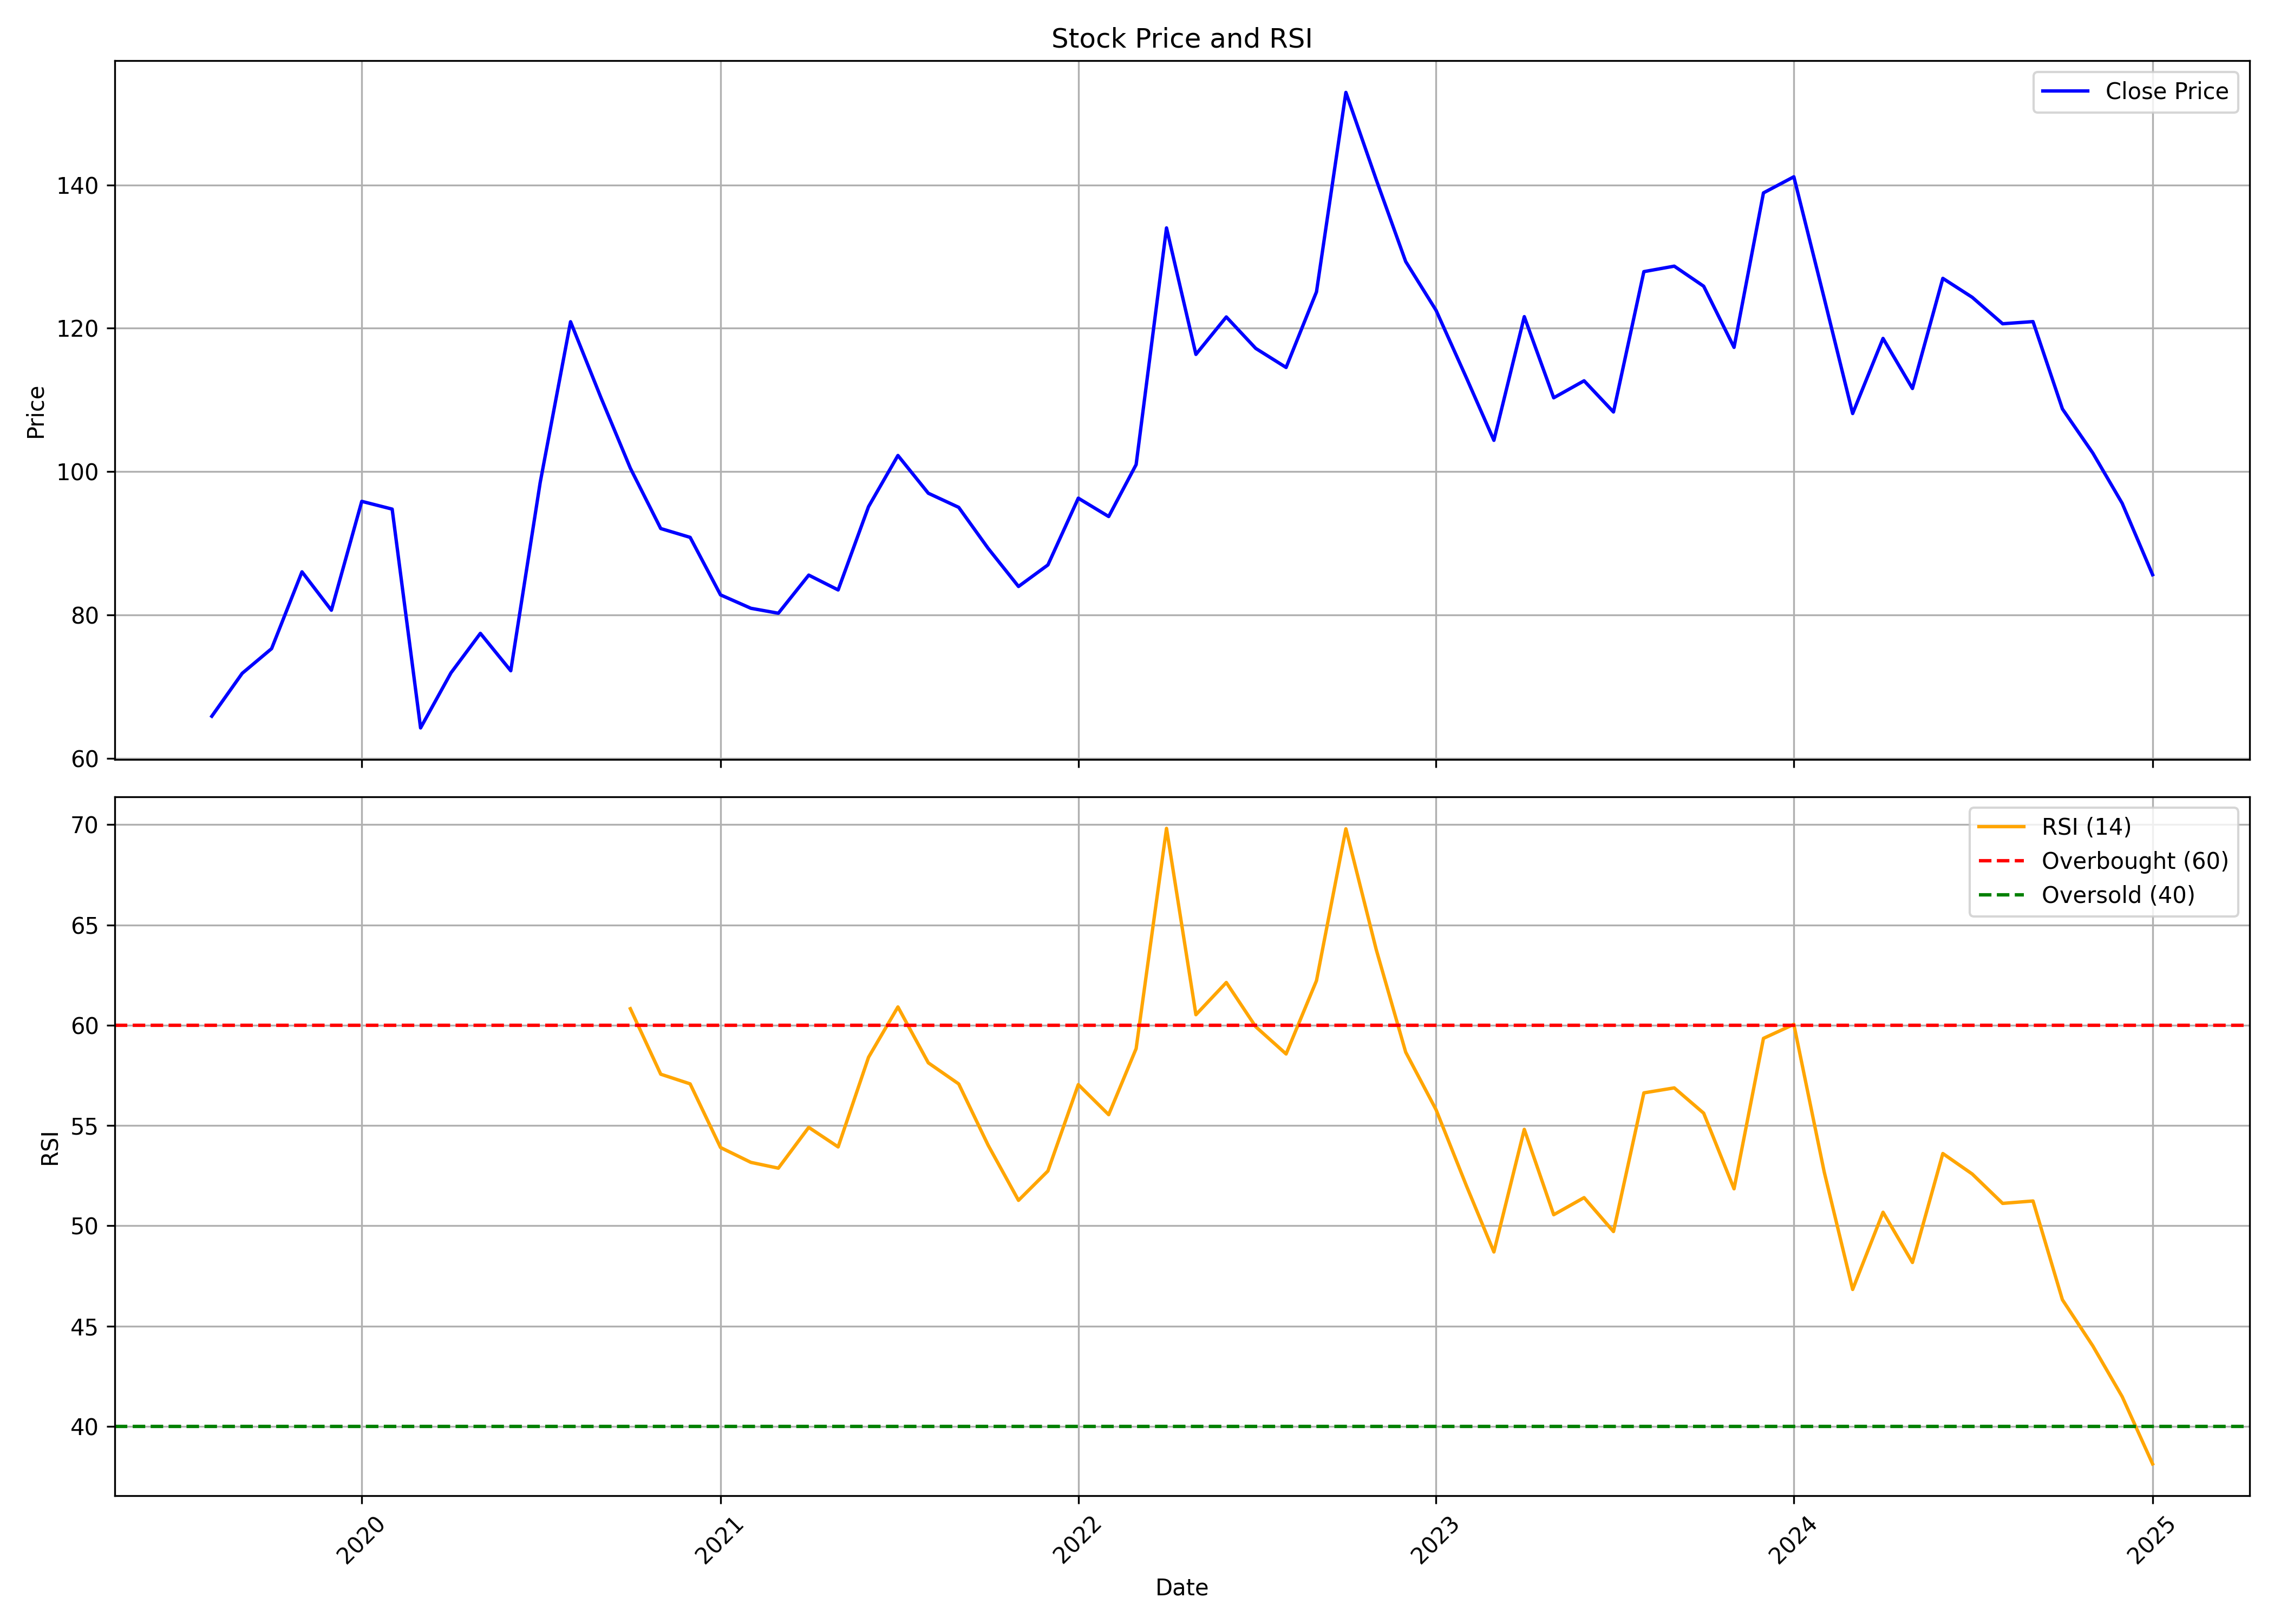 Stock Price and RSI
Close Price
Price
140
120
100
80
60
RSI (14)
Overbought (60)
Oversold (40)
RSI
70
65
60
55
50
45
40
2020
2021
2022
2023
2024
2025
Date